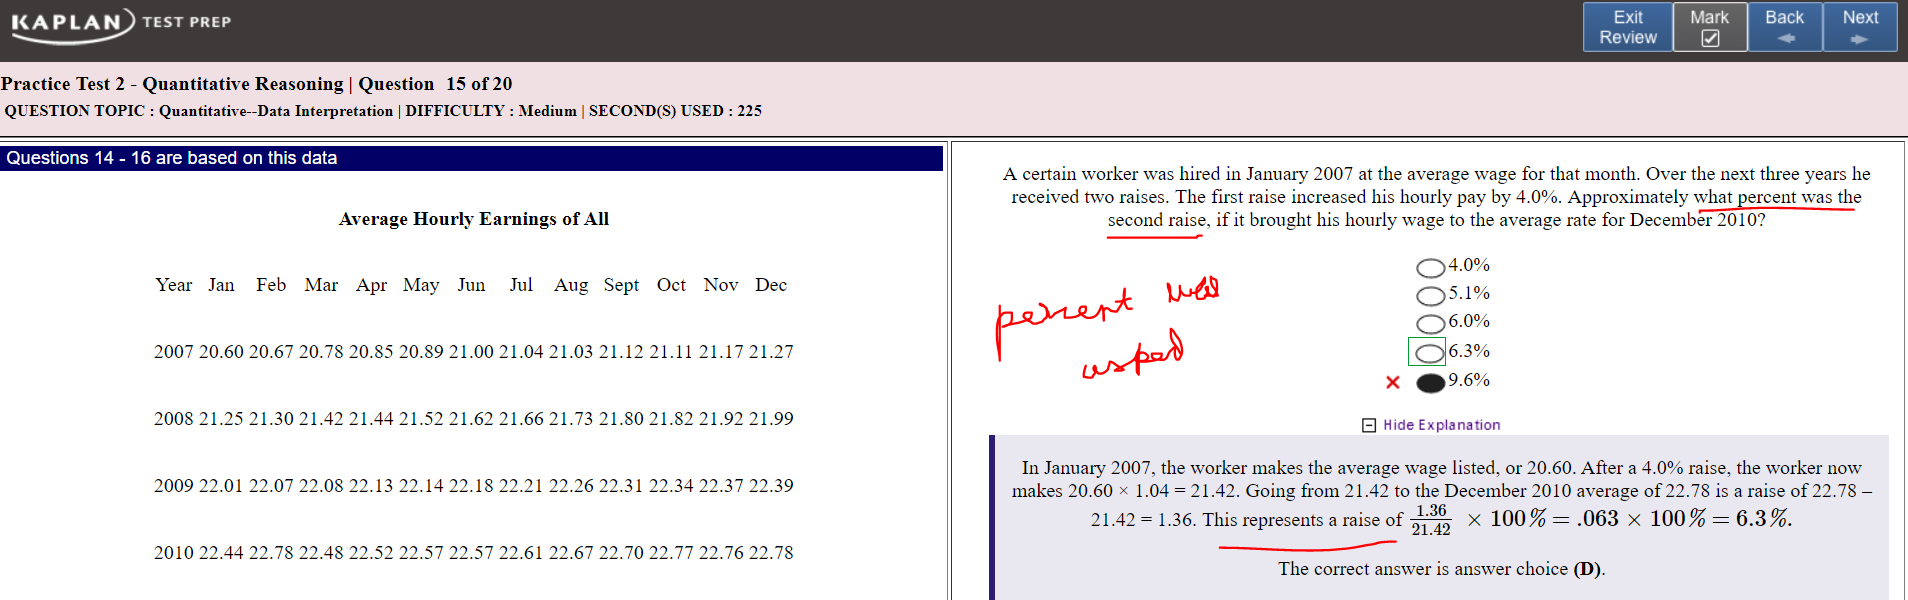 KAPLAN TEST PREP
Exit Review
Mark
Back
Next
Practice Test 2 - Quantitative Reasoning | Question 15 of 20
QUESTION TOPIC : Quantitative--Data Interpretation | DIFFICULTY : Medium | SECOND(S) USED : 225
Questions 14 - 16 are based on this data
Average Hourly Earnings of All
Year Jan Feb Mar Apr May Jun Jul Aug Sept Oct Nov Dec
2007 20.60 20.67 20.78 20.85 20.89 21.00 21.04 21.03 21.12 21.11 21.17 21.27
2008 21.25 21.30 21.42 21.44 21.52 21.62 21.66 21.73 21.80 21.82 21.92 21.99
2009 22.01 22.07 22.08 22.13 22.14 22.18 22.21 22.26 22.31 22.34 22.37 22.39
2010 22.44 22.78 22.48 22.52 22.57 22.57 22.61 22.67 22.70 22.77 22.76 22.78
A certain worker was hired in January 2007 at the average wage for that month. Over the next three years he
received two raises. The first raise increased his hourly pay by 4.0%. Approximately what percent was the
second raise, if it brought his hourly wage to the average rate for December 2010?
4.0%
5.1%
6.0%
6.3%
9.6%
percent was
Hide Explanation
In January 2007, the worker makes the average wage listed, or 20.60. After a 4.0% raise, the worker now
makes 20.60 × 1.04 = 21.42. Going from 21.42 to the December 2010 average of 22.78 is a raise of 22.78 –
21.42 = 1.36. This represents a raise of 1.36/21.42 × 100% = .063 × 100% = 6.3%.
The correct answer is answer choice (D).